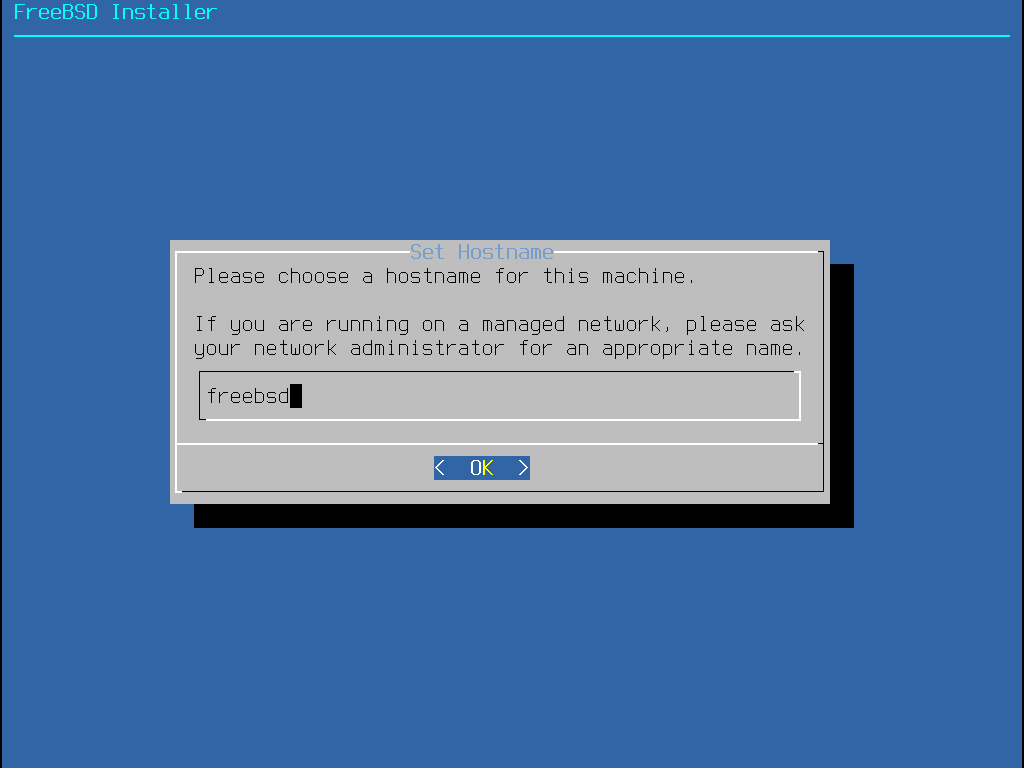 FreeBSD Installer
Set Hostname
Please choose a hostname for this machine.
If you are running on a managed network, please ask
your network administrator for an appropriate name.
freebsd
<  OK  >